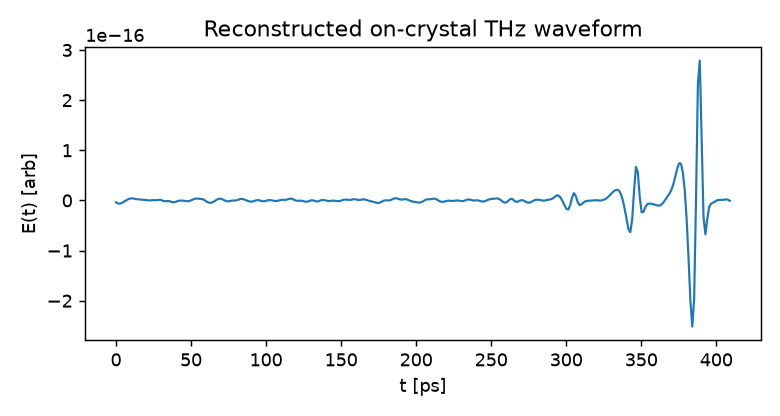 Reconstructed on-crystal THz waveform
1e−16
3
2
1
0
−1
−2
E(t) [arb]
0 50 100 150 200 250 300 350 400
t [ps]